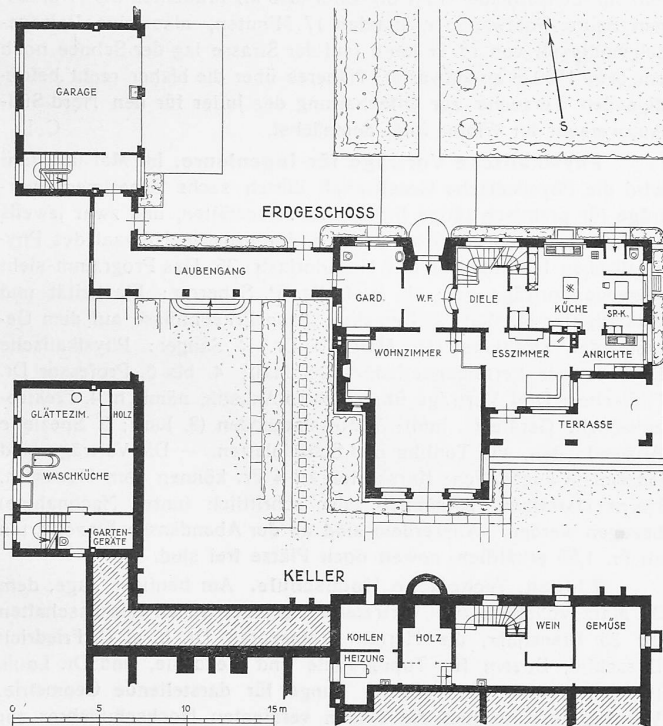 GARAGE
N
S
ERDGESCHOSS
LAUBENGANG
GARD.
W.F.
DIELE
KÜCHE
SP.K.
WOHNZIMMER
ESSZIMMER
ANRICHTE
TERRASSE
GLÄTTEZIM.
HOLZ
WASCHKÜCHE
GARTEN-
GERÄTE
KELLER
KOHLEN
HOLZ
WEIN
GEMÜSE
HEIZUNG
0 5 10 15 m